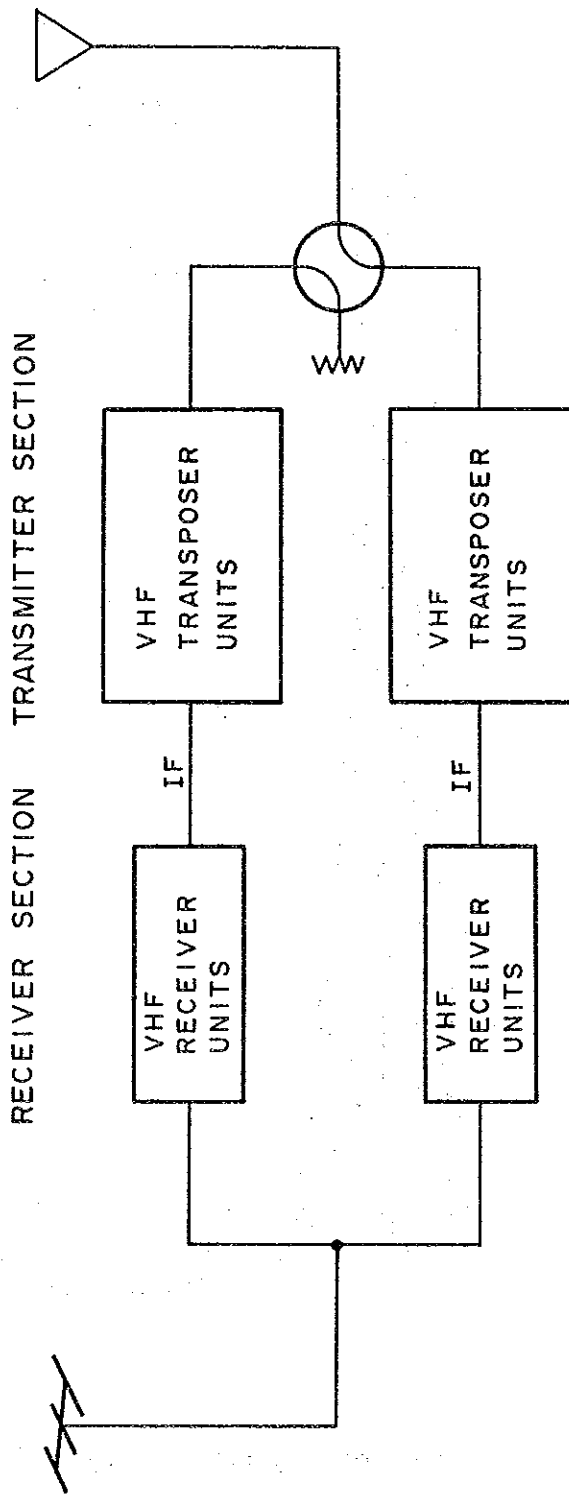 RECEIVER SECTION TRANSMITTER SECTION
VHF
RECEIVER
UNITS
IF
VHF
TRANSPOSER
UNITS
VHF
RECEIVER
UNITS
IF
VHF
TRANSPOSER
UNITS